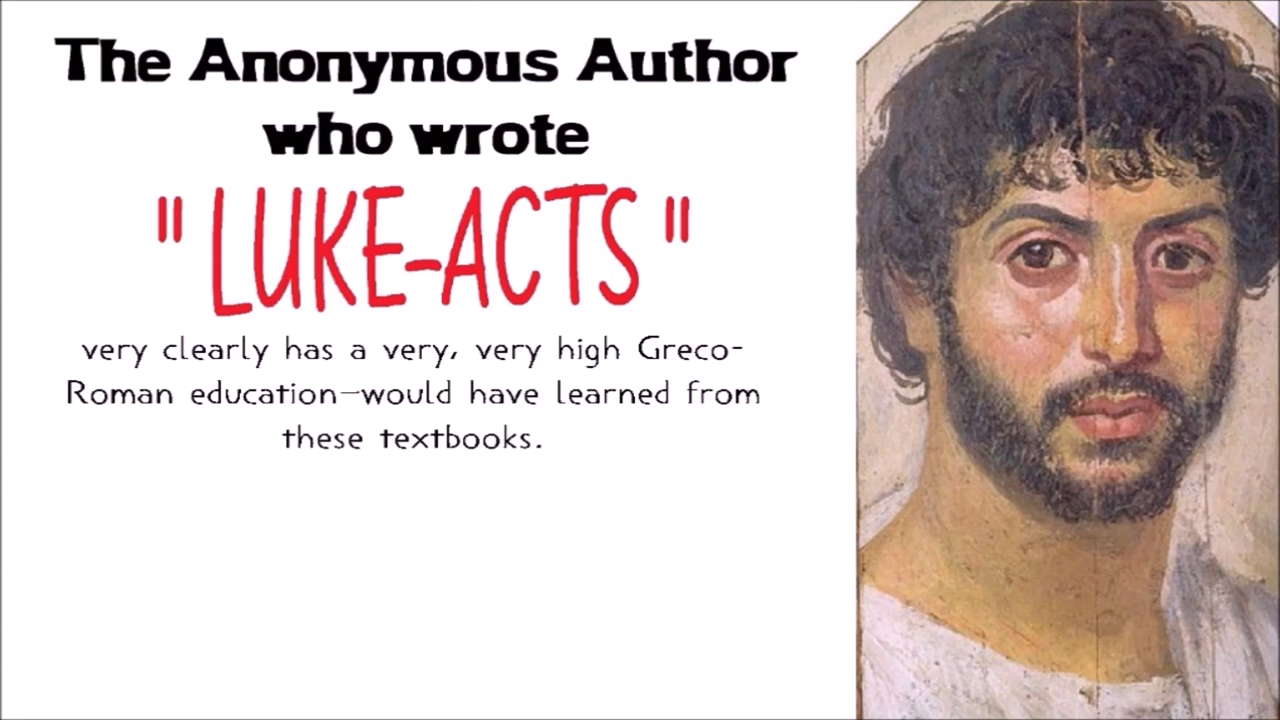 The Anonymous Author
who wrote
"LUKE-ACTS"
very clearly has a very, very high Greco-
Roman education—would have learned from
these textbooks.